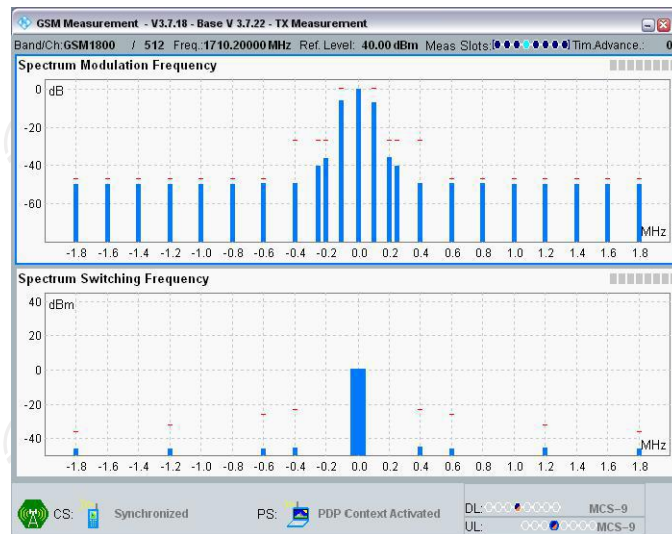 GSM Measurement - V3.7.18 - Base V 3.7.22 - TX Measurement
Band/Ch:GSM1800 / 512 Freq.:1710.20000 MHz Ref. Level: 40.00 dBm Meas Slots: Tim.Advance.: 0
Spectrum Modulation Frequency
0 dB
-20
-40
-60
MHz
-1.8 -1.6 -1.4 -1.2 -1.0 -0.8 -0.6 -0.4 -0.2 0.0 0.2 0.4 0.6 0.8 1.0 1.2 1.4 1.6 1.8
Spectrum Switching Frequency
40 dBm
20
0
-20
-40
MHz
-1.8 -1.6 -1.4 -1.2 -1.0 -0.8 -0.6 -0.4 -0.2 0.0 0.2 0.4 0.6 0.8 1.0 1.2 1.4 1.6 1.8
CS: Synchronized PS: PDP Context Activated
DL: MCS-9
UL: MCS-9